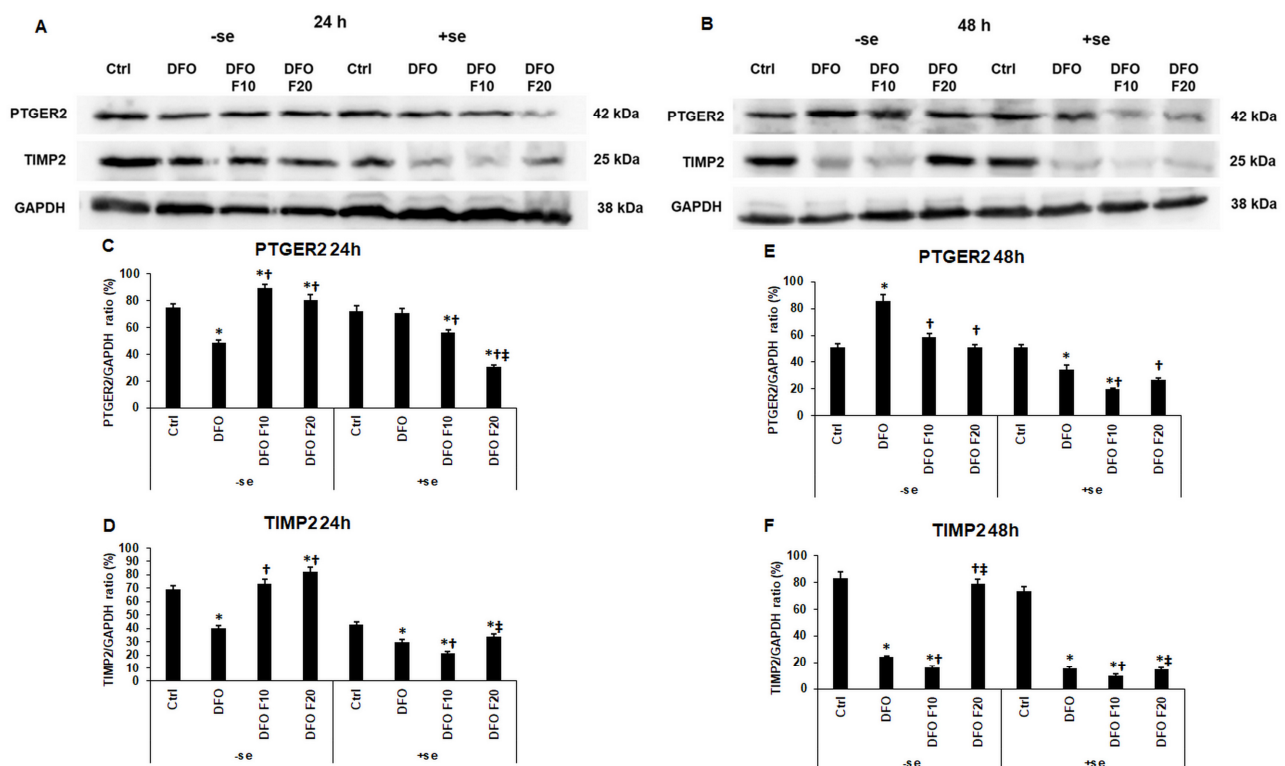 A
24 h
-se
+se
Ctrl DFO DFO F10 DFO F20 Ctrl DFO DFO F10 DFO F20
PTGER2 42 kDa
TIMP2 25 kDa
GAPDH 38 kDa
B
48 h
-se
+se
Ctrl DFO DFO F10 DFO F20 Ctrl DFO DFO F10 DFO F20
PTGER2 42 kDa
TIMP2 25 kDa
GAPDH 38 kDa
C
PTGER2 24h
PTGER2/GAPDH ratio (%)
100
80
60
40
20
0
* *† *† *† *†‡
Ctrl DFO DFO F10 DFO F20 Ctrl DFO DFO F10 DFO F20
-se +se
E
PTGER2 48h
PTGER2/GAPDH ratio (%)
100
80
60
40
20
0
* † † * *† †
Ctrl DFO DFO F10 DFO F20 Ctrl DFO DFO F10 DFO F20
-se +se
D
TIMP2 24h
TIMP2/GAPDH ratio (%)
100
90
80
70
60
50
40
30
20
10
0
* † *† * *† *‡
Ctrl DFO DFO F10 DFO F20 Ctrl DFO DFO F10 DFO F20
-se +se
F
TIMP2 48h
TIMP2/GAPDH ratio (%)
100
80
60
40
20
0
* *† †‡ * *† *‡
Ctrl DFO DFO F10 DFO F20 Ctrl DFO DFO F10 DFO F20
-se +se